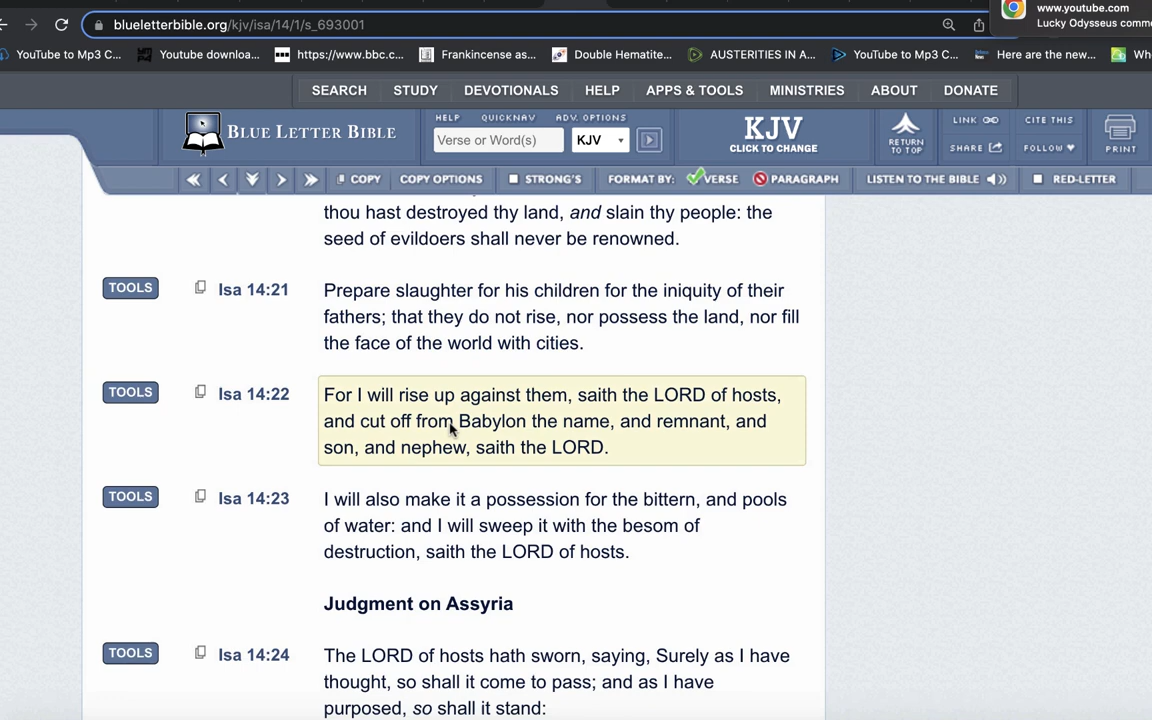 www.youtube.com
blueletterbible.org/kjv/isa/14/1/s_693001
Lucky Odysseus comme
YouTube to Mp3 C... Youtube downloa... https://www.bbc.c... Frankincense as... Double Hematite... AUSTERITIES IN A... YouTube to Mp3 C... Here are the new... Wh
SEARCH STUDY DEVOTIONALS HELP APPS & TOOLS MINISTRIES ABOUT DONATE
HELP QUICKNAV ADV. OPTIONS
BLUE LETTER BIBLE
Verse or Word(s) KJV
KJV
CLICK TO CHANGE
RETURN
TO TOP
LINK CITE THIS
SHARE FOLLOW
PRINT
COPY COPY OPTIONS STRONG'S FORMAT BY: VERSE PARAGRAPH LISTEN TO THE BIBLE RED-LETTER
thou hast destroyed thy land, and slain thy people: the
seed of evildoers shall never be renowned.
TOOLS Isa 14:21 Prepare slaughter for his children for the iniquity of their
fathers; that they do not rise, nor possess the land, nor fill
the face of the world with cities.
TOOLS Isa 14:22 For I will rise up against them, saith the LORD of hosts,
and cut off from Babylon the name, and remnant, and
son, and nephew, saith the LORD.
TOOLS Isa 14:23 I will also make it a possession for the bittern, and pools
of water: and I will sweep it with the besom of
destruction, saith the LORD of hosts.
Judgment on Assyria
TOOLS Isa 14:24 The LORD of hosts hath sworn, saying, Surely as I have
thought, so shall it come to pass; and as I have
purposed, so shall it stand: